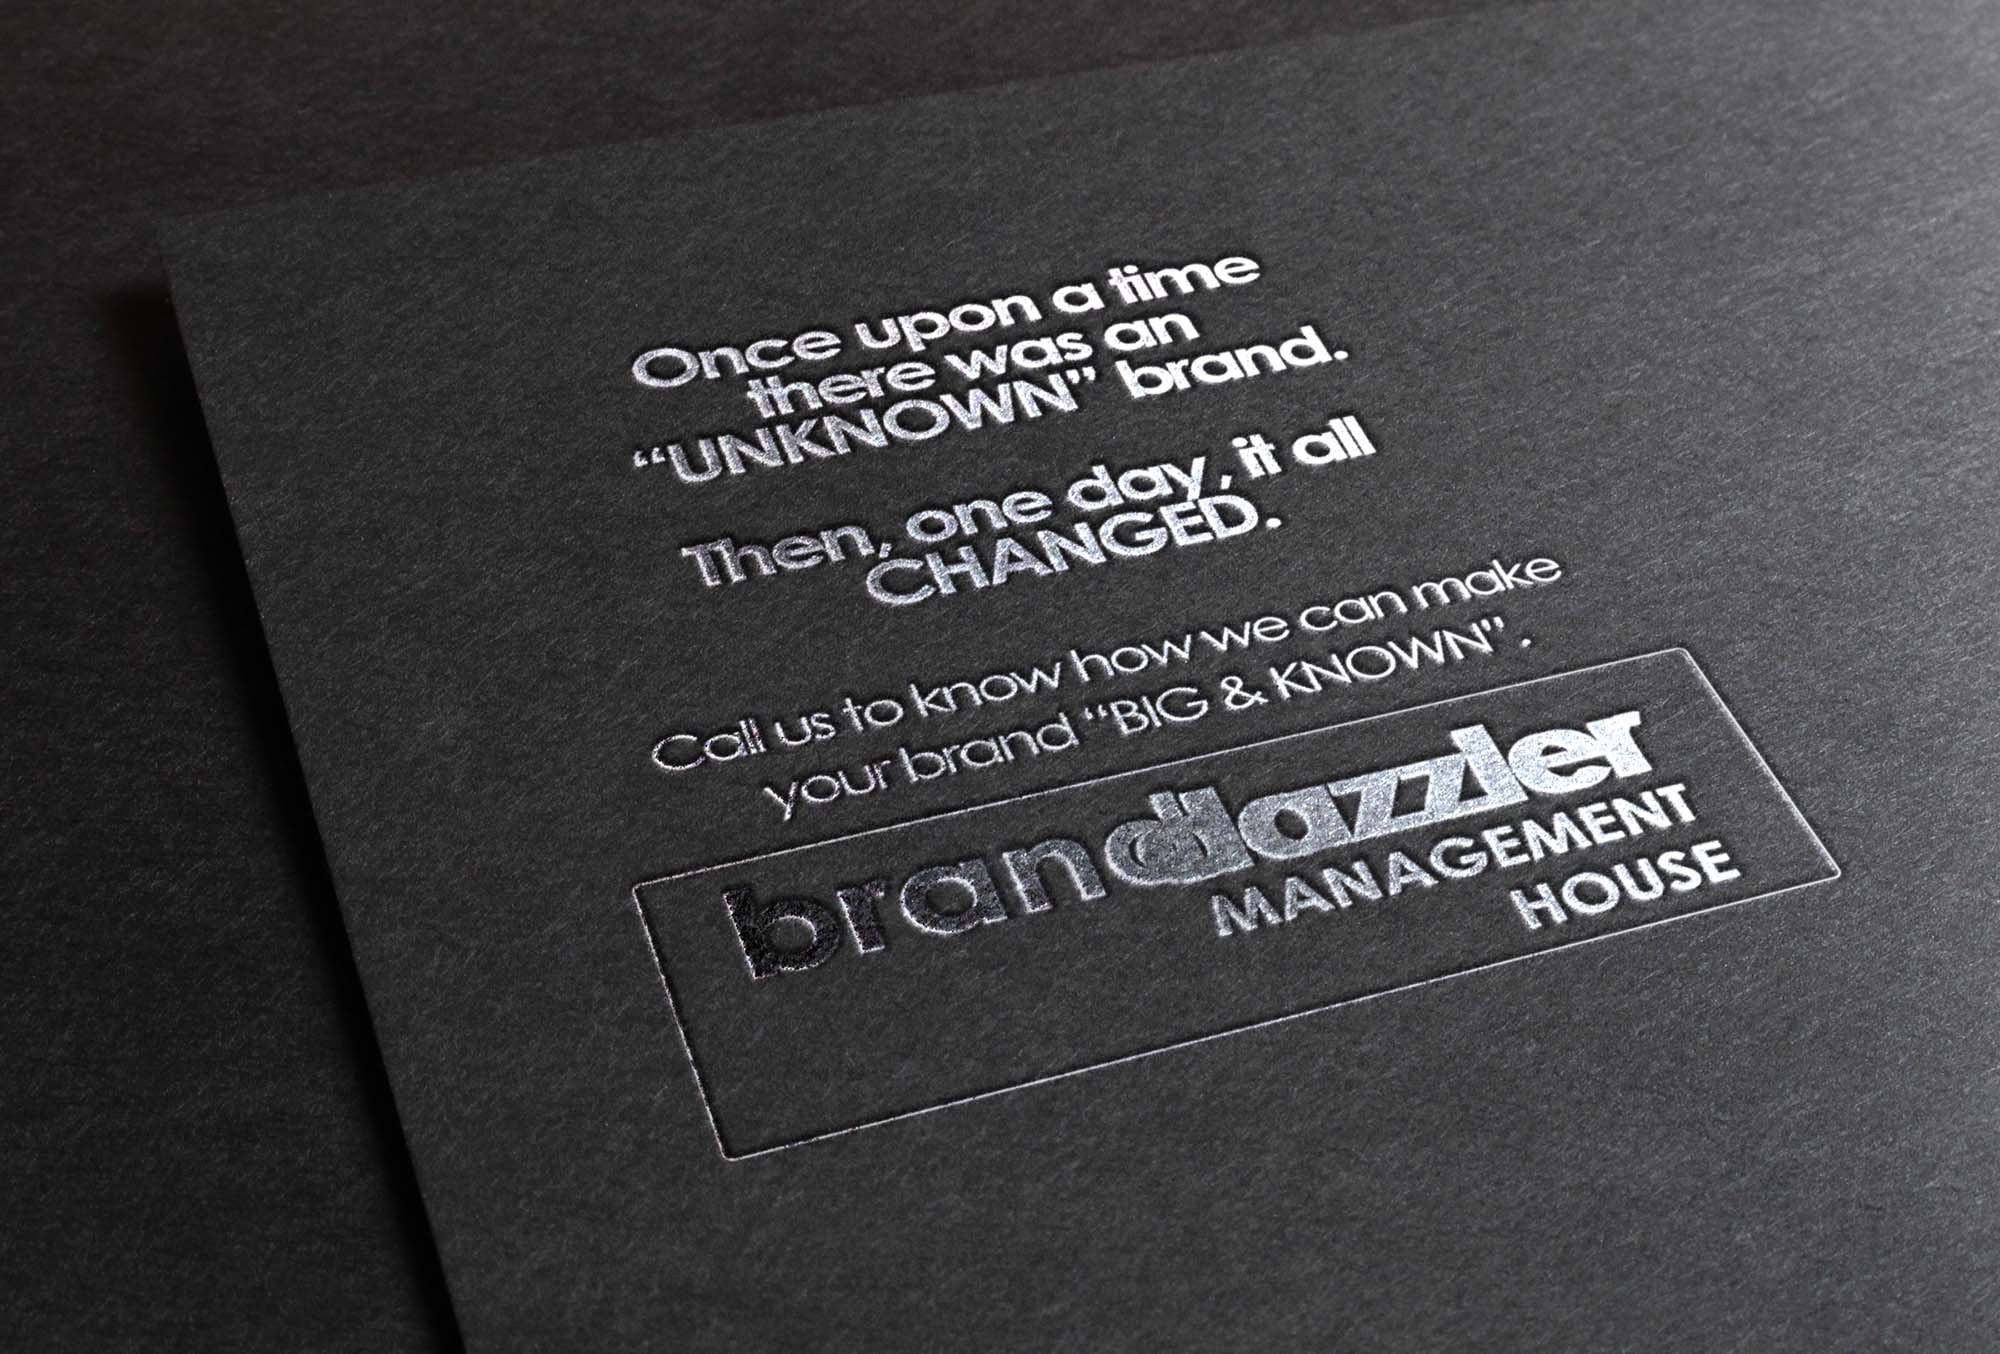 Once upon a time
there was an
“UNKNOWN” brand.
Then, one day, it all
CHANGED.
Call us to know how we can make
your brand “BIG & KNOWN”.
branddazzler
MANAGEMENT
HOUSE